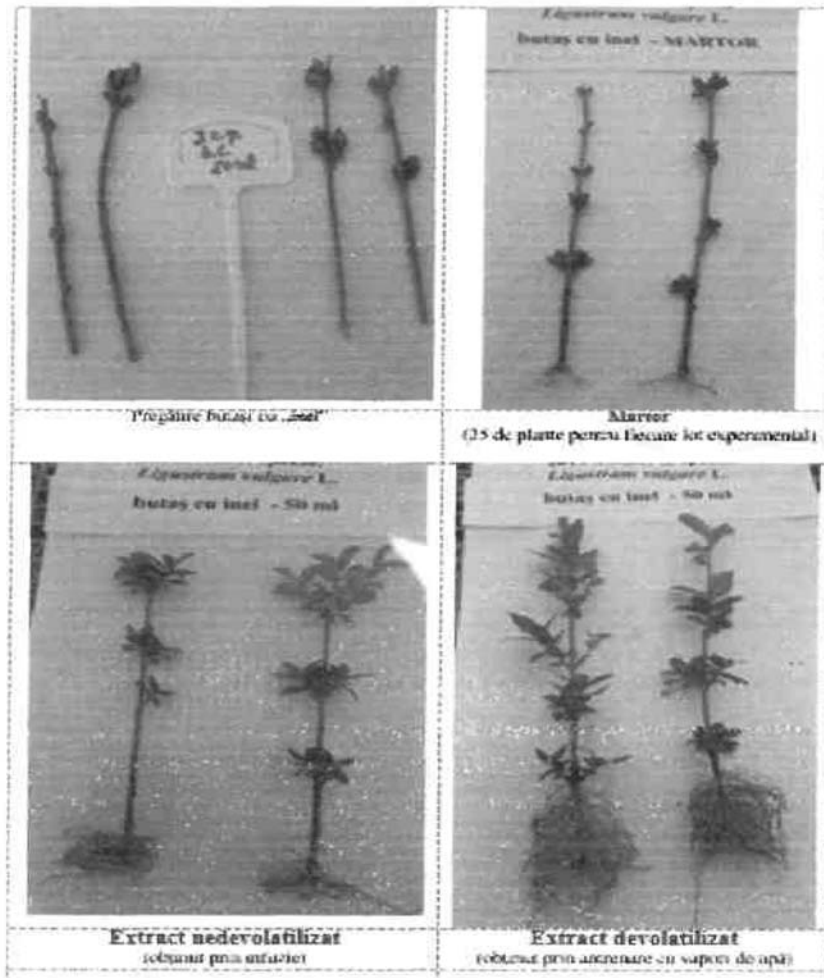 Ligustrum vulgare L.
butaş cu inel - MARTOR
Pregătire butaşi cu „inel”
Martor
(25 de plante pentru fiecare lot experimental)
Ligustrum vulgare L.
butaş cu inel - 50 ml
Ligustrum vulgare L.
butaş cu inel - 50 ml
Extract nedevolatilizat
(obţinut prin infuzie)
Extract devolatilizat
(obţinut prin antrenare cu vapori de apă)